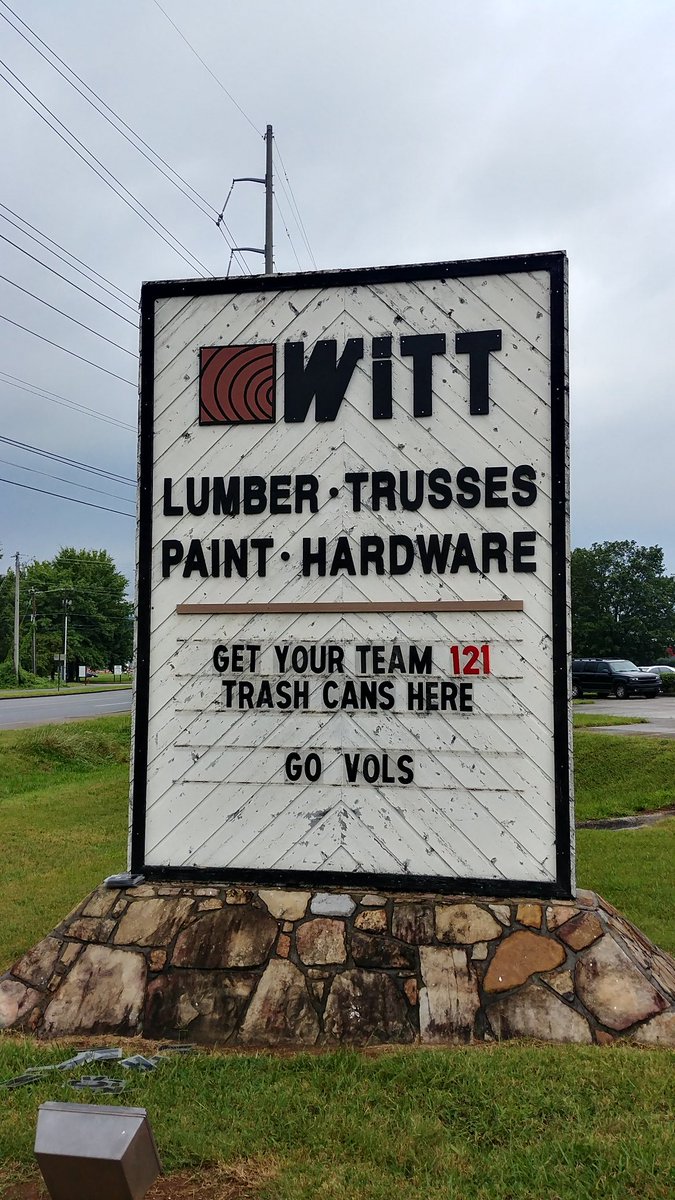 WiTT
LUMBER · TRUSSES
PAINT · HARDWARE
GET YOUR TEAM 121
TRASH CANS HERE
GO VOLS